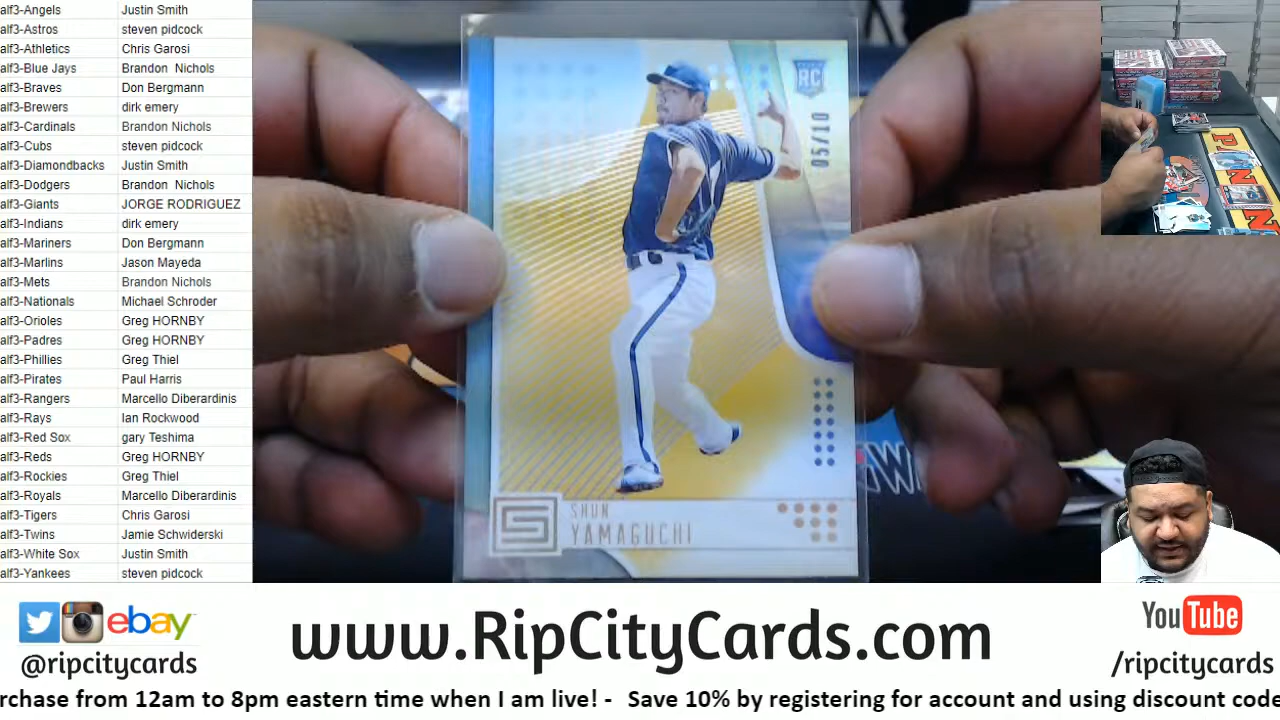 alf3-Angels Justin Smith
alf3-Astros steven pidcock
alf3-Athletics Chris Garosi
alf3-Blue Jays Brandon Nichols
alf3-Braves Don Bergmann
alf3-Brewers dirk emery
alf3-Cardinals Brandon Nichols
alf3-Cubs steven pidcock
alf3-Diamondbacks Justin Smith
alf3-Dodgers Brandon Nichols
alf3-Giants JORGE RODRIGUEZ
alf3-Indians dirk emery
alf3-Mariners Don Bergmann
alf3-Marlins Jason Mayeda
alf3-Mets Brandon Nichols
alf3-Nationals Michael Schroder
alf3-Orioles Greg HORNBY
alf3-Padres Greg HORNBY
alf3-Phillies Greg Thiel
alf3-Pirates Paul Harris
alf3-Rangers Marcello Diberardinis
alf3-Rays Ian Rockwood
alf3-Red Sox gary Teshima
alf3-Reds Greg HORNBY
alf3-Rockies Greg Thiel
alf3-Royals Marcello Diberardinis
alf3-Tigers Chris Garosi
alf3-Twins Jamie Schwiderski
alf3-White Sox Justin Smith
alf3-Yankees steven pidcock
RC
05/10
SHUN
YAMAGUCHI
ebay
@ripcitycards
www.RipCityCards.com
YouTube
/ripcitycards
rchase from 12am to 8pm eastern time when I am live! - Save 10% by registering for account and using discount code